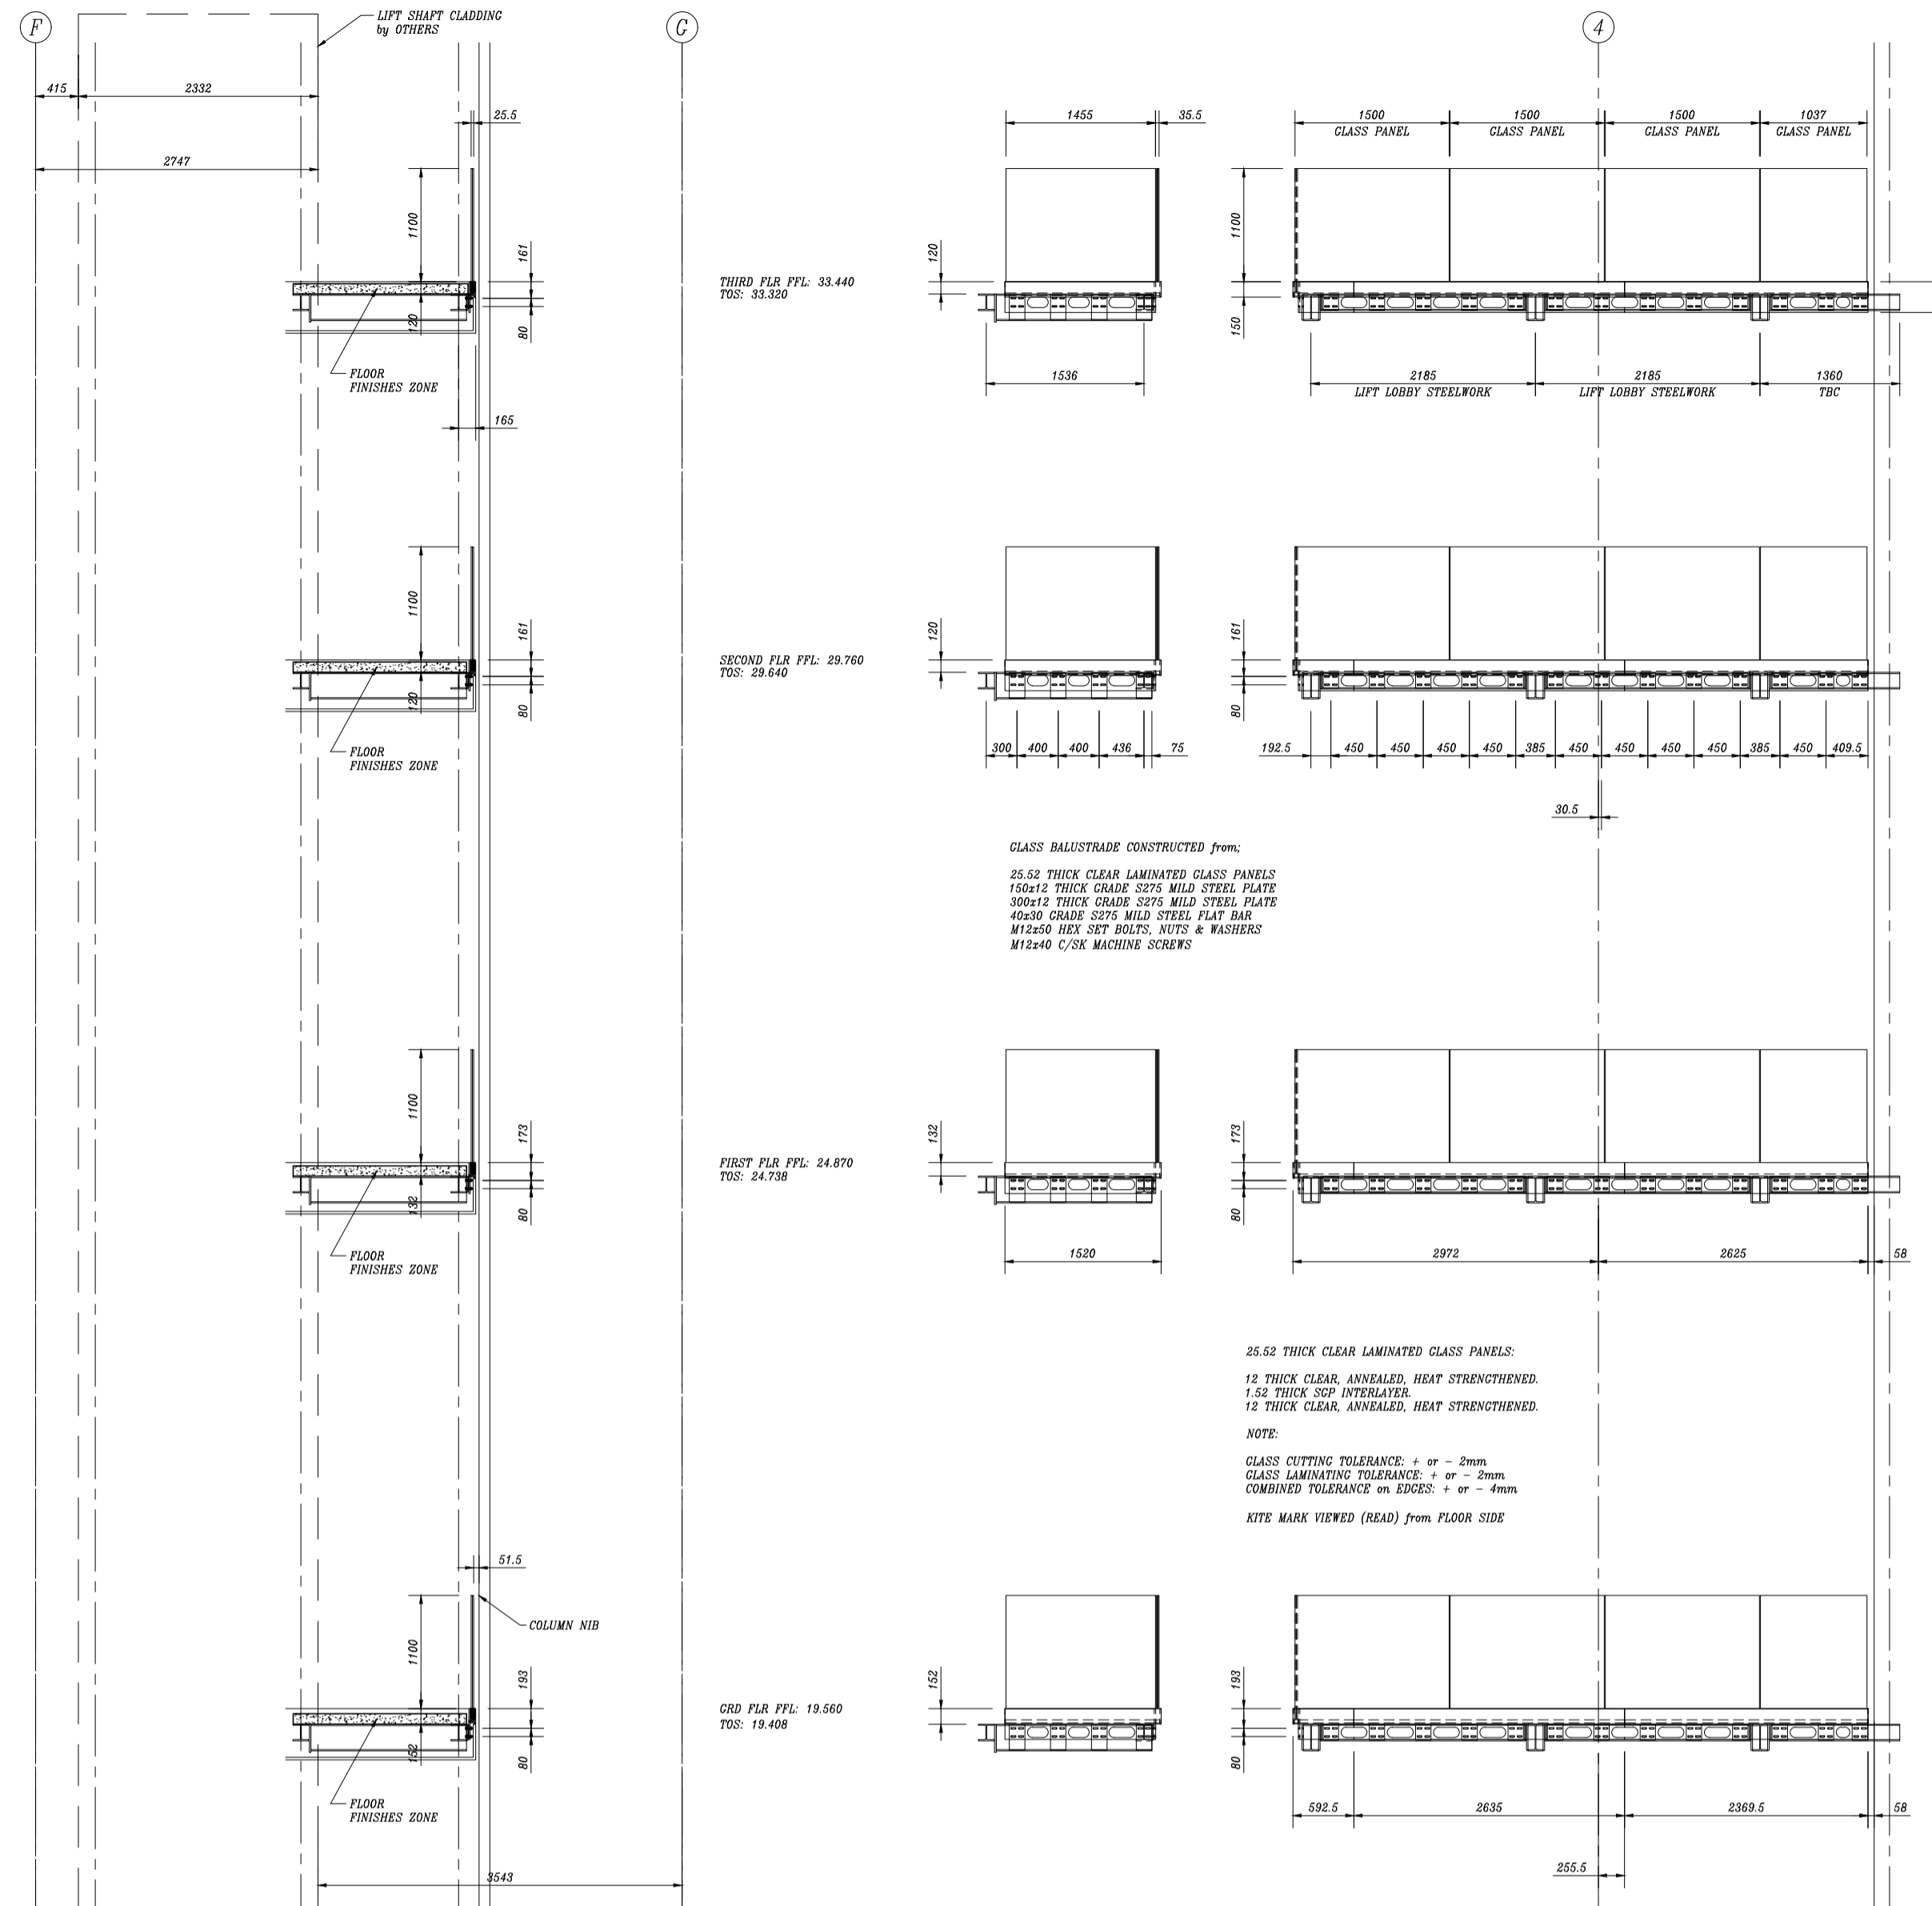 F
LIFT SHAFT CLADDING
by OTHERS
G
4
415
2332
25.5
2747
1455
35.5
1500
GLASS PANEL
1500
GLASS PANEL
1500
GLASS PANEL
1037
GLASS PANEL
1100
161
120
80
THIRD FLR FFL: 33.440
TOS: 33.320
120
1100
150
FLOOR
FINISHES ZONE
165
1536
2185
LIFT LOBBY STEELWORK
2185
LIFT LOBBY STEELWORK
1360
TBC
1100
161
120
80
SECOND FLR FFL: 29.760
TOS: 29.640
120
161
80
FLOOR
FINISHES ZONE
300
400
400
436
75
192.5
450
450
450
450
385
450
450
450
450
385
450
409.5
30.5
GLASS BALUSTRADE CONSTRUCTED from;
25.52 THICK CLEAR LAMINATED GLASS PANELS
150x12 THICK GRADE S275 MILD STEEL PLATE
300x12 THICK GRADE S275 MILD STEEL PLATE
40x30 GRADE S275 MILD STEEL FLAT BAR
M12x50 HEX SET BOLTS, NUTS & WASHERS
M12x40 C/SK MACHINE SCREWS
1100
173
132
80
FIRST FLR FFL: 24.870
TOS: 24.738
132
173
80
FLOOR
FINISHES ZONE
1520
2972
2625
58
25.52 THICK CLEAR LAMINATED GLASS PANELS:
12 THICK CLEAR, ANNEALED, HEAT STRENGTHENED.
1.52 THICK SGP INTERLAYER.
12 THICK CLEAR, ANNEALED, HEAT STRENGTHENED.
NOTE:
GLASS CUTTING TOLERANCE: + or - 2mm
GLASS LAMINATING TOLERANCE: + or - 2mm
COMBINED TOLERANCE on EDGES: + or - 4mm
KITE MARK VIEWED (READ) from FLOOR SIDE
51.5
COLUMN NIB
1100
193
152
80
GRD FLR FFL: 19.560
TOS: 19.408
152
193
80
FLOOR
FINISHES ZONE
592.5
2635
2369.5
58
255.5
3543